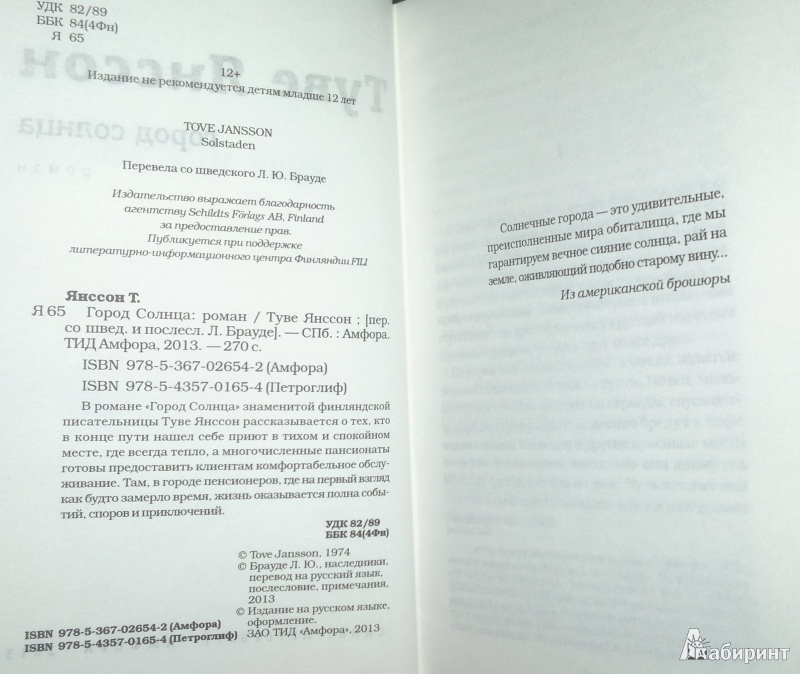 УДК 82/89
ББК 84(4Фн)
Я 65
12+
Издание не рекомендуется детям младше 12 лет
TOVE JANSSON
Solstaden
Перевела со шведского Л. Ю. Брауде
Издательство выражает благодарность
агентству Schildts Förlags AB, Finland
за предоставление прав.
Публикуется при поддержке
литературно-информационного центра Финляндии FILI
Янссон Т.
Я 65 Город Солнца: роман / Туве Янссон ; [пер.
со швед. и послесл. Л. Брауде]. — СПб. : Амфора.
ТИД Амфора, 2013. — 270 с.
ISBN 978-5-367-02654-2 (Амфора)
ISBN 978-5-4357-0165-4 (Петроглиф)
В романе «Город Солнца» знаменитой финляндской
писательницы Туве Янссон рассказывается о тех, кто
в конце пути нашел себе приют в тихом и спокойном
месте, где всегда тепло, а многочисленные пансионаты
готовы предоставить клиентам комфортабельное обслу-
живание. Там, в городе пенсионеров, где на первый взгляд
как будто замерло время, жизнь оказывается полна собы-
тий, споров и приключений.
УДК 82/89
ББК 84(4Фн)
© Tove Jansson, 1974
© Брауде Л. Ю., наследники,
перевод на русский язык,
послесловие, примечания,
2013
© Издание на русском языке,
оформление.
ЗАО ТИД «Амфора», 2013
ISBN 978-5-367-02654-2 (Амфора)
ISBN 978-5-4357-0165-4 (Петроглиф)
Солнечные города — это удивительные,
преисполненные мира обиталища, где мы
гарантируем вечное сияние солнца, рай на
земле, оживляющий подобно старому вину...
Из американской брошюры
Лабиринт